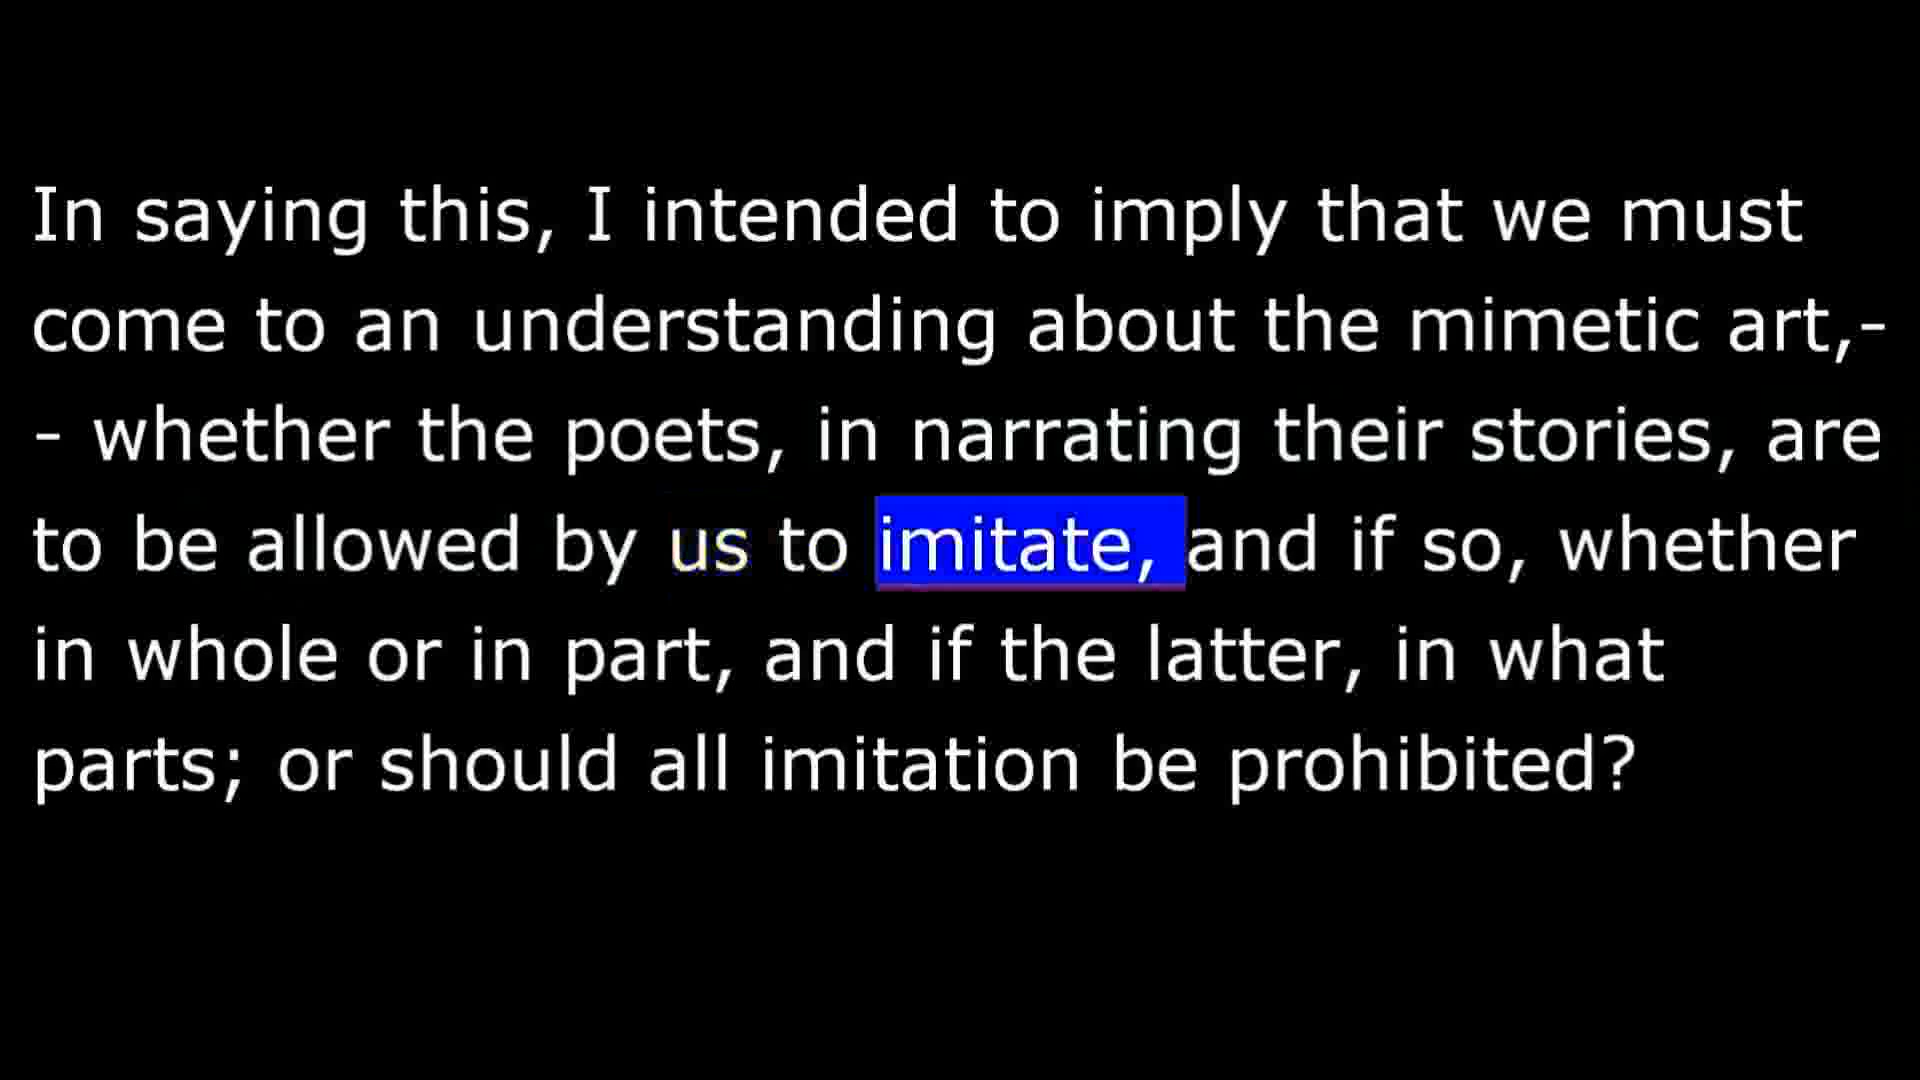 In saying this, I intended to imply that we must
come to an understanding about the mimetic art,-
- whether the poets, in narrating their stories, are
to be allowed by us to imitate, and if so, whether
in whole or in part, and if the latter, in what
parts; or should all imitation be prohibited?